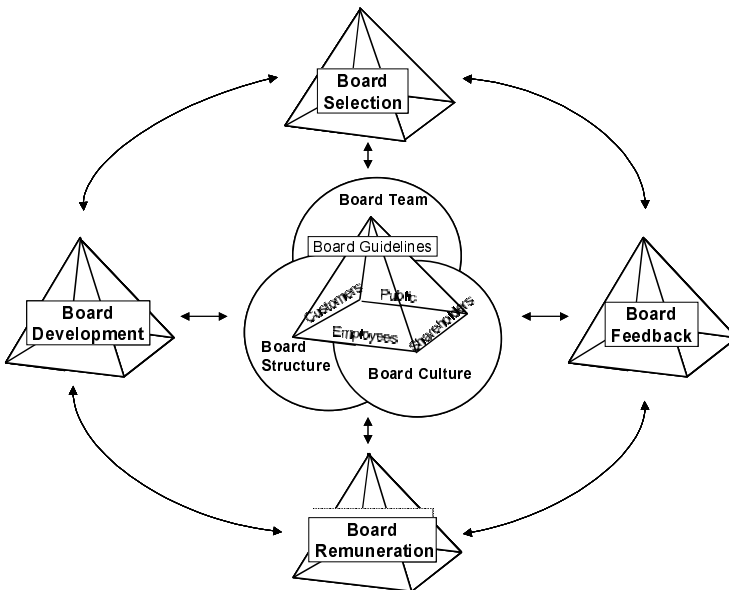 Board
Selection
Board Team
Board Guidelines
Customers
Public
Shareholders
Employees
Board
Development
Board
Feedback
Board
Structure
Board Culture
Board
Remuneration